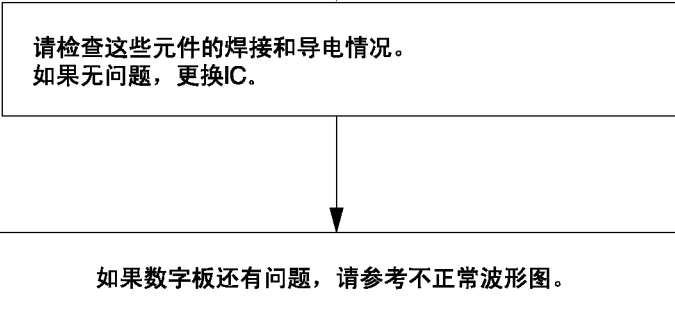 请检查这些元件的焊接和导电情况。
如果无问题，更换IC。
如果数字板还有问题，请参考不正常波形图。